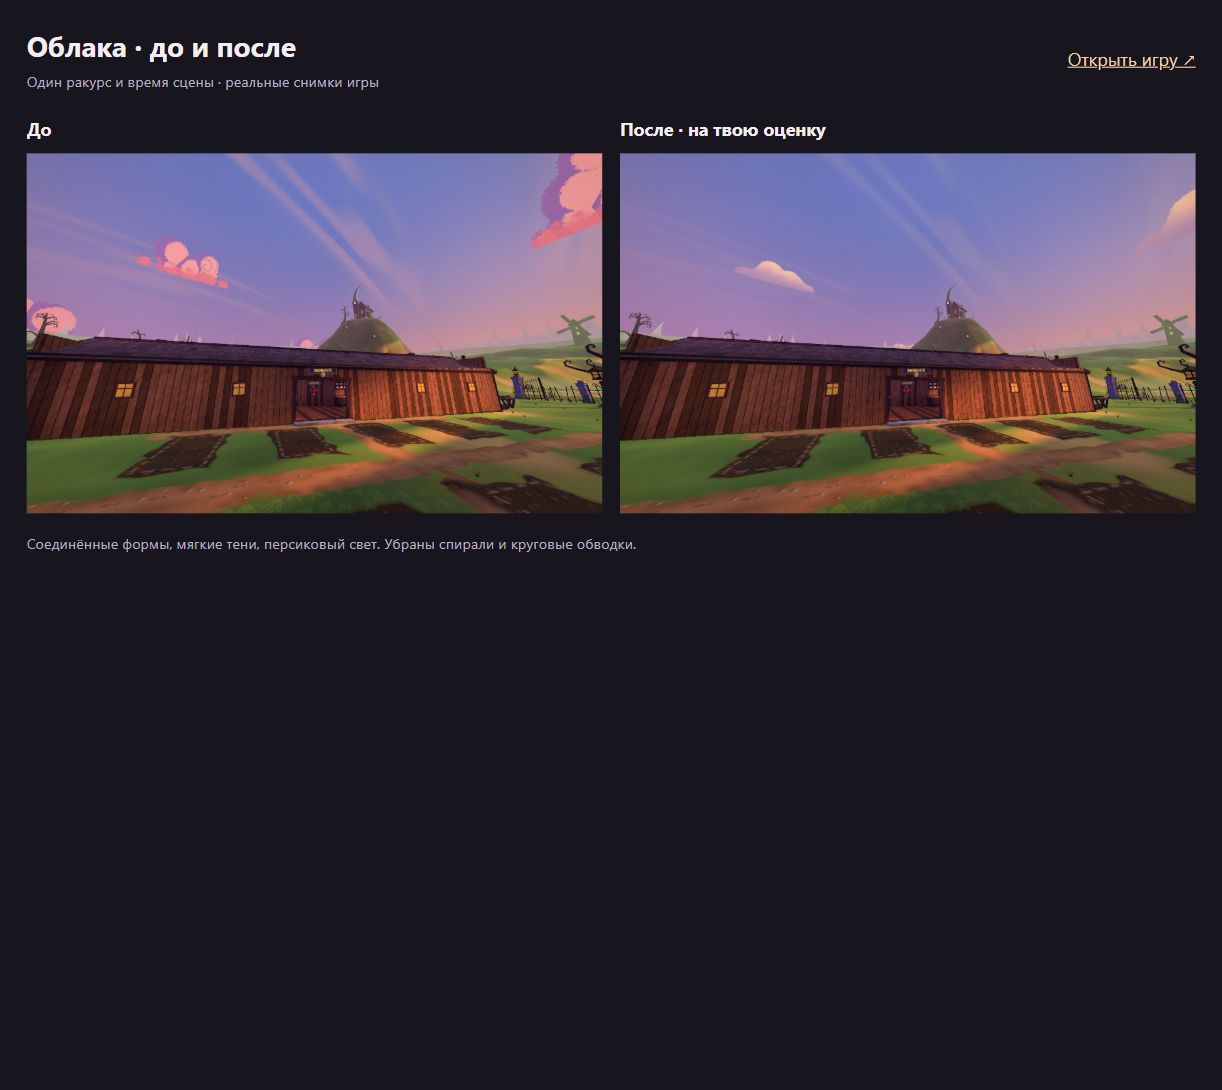 Облака · до и после
Открыть игру ↗
Один ракурс и время сцены · реальные снимки игры
До
После · на твою оценку
Соединённые формы, мягкие тени, персиковый свет. Убраны спирали и круговые обводки.